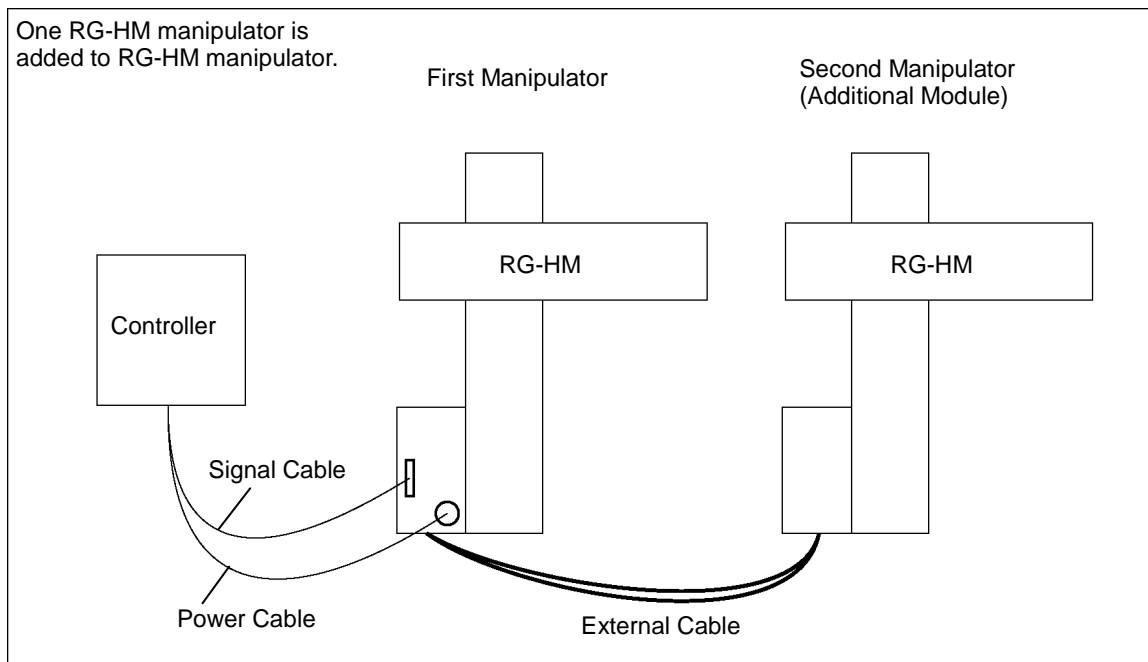 One RG-HM manipulator is
added to RG-HM manipulator.
First Manipulator
Second Manipulator
(Additional Module)
RG-HM
RG-HM
Controller
Signal Cable
Power Cable
External Cable